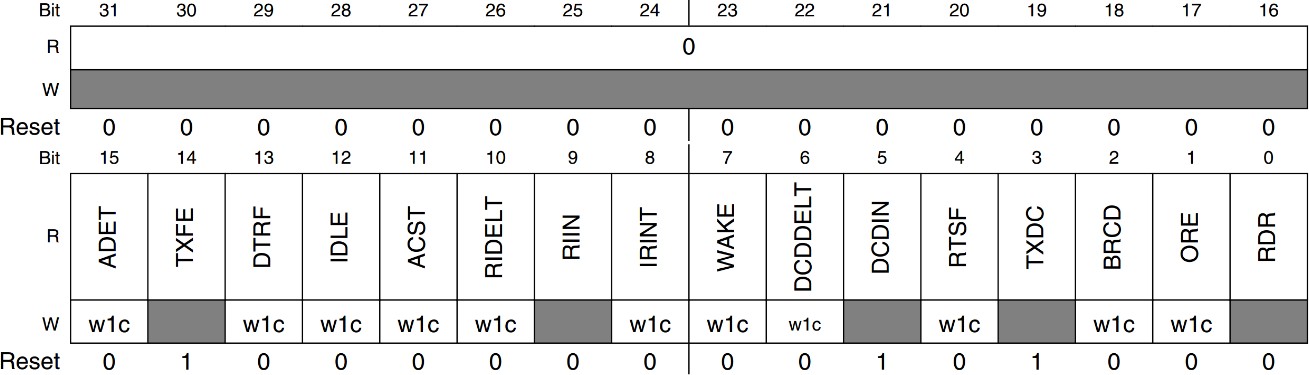 Bit 31 30 29 28 27 26 25 24 23 22 21 20 19 18 17 16
R 0
W
Reset 0 0 0 0 0 0 0 0 0 0 0 0 0 0 0 0
Bit 15 14 13 12 11 10 9 8 7 6 5 4 3 2 1 0
R ADET TXFE DTRF IDLE ACST RIDELT RIIN IRINT WAKE DCDDELT DCDIN RTSF TXDC BRCD ORE RDR
W w1c w1c w1c w1c w1c w1c w1c w1c w1c w1c w1c
Reset 0 1 0 0 0 0 0 0 0 0 1 0 1 0 0 0